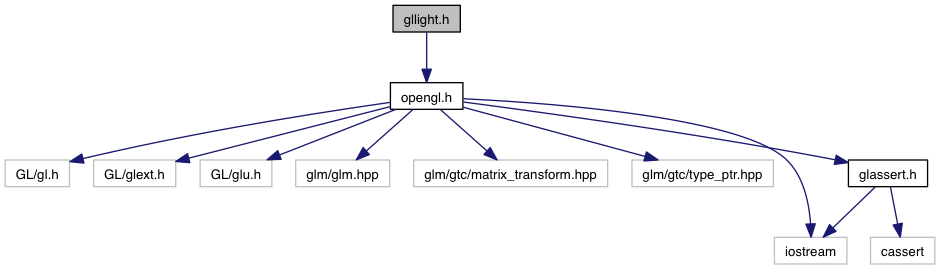 gllight.h
opengl.h
GL/gl.h
GL/glext.h
GL/glu.h
glm/glm.hpp
glm/gtc/matrix_transform.hpp
glm/gtc/type_ptr.hpp
glassert.h
iostream
cassert